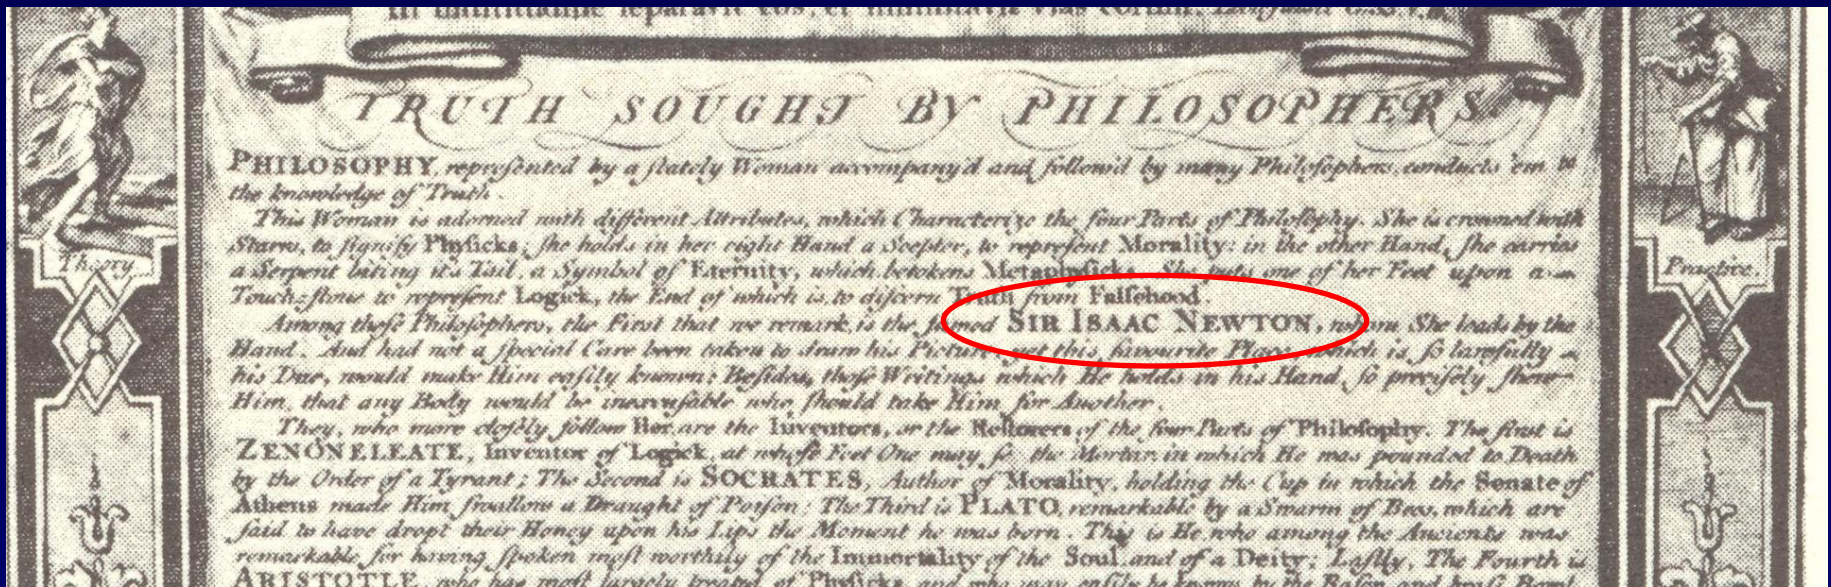 TRUTH SOUGHT BY PHILOSOPHERS
PHILOSOPHY, repreſented by a ſtately Woman accompany'd and follow'd by many Philoſophers, conducts 'em to
the knowledge of Truth.
This Woman is adorned with different Attributes, which Characterize the four Parts of Philoſophy. She is crowned with
Starrs, to ſignify Phyſicks; ſhe holds in her right Hand a Scepter, to repreſent Morality: in the other Hand, ſhe carries
a Serpent biting it's Tail, a Symbol of Eternity, which betokens Metaphyſicks. She puts one of her Feet upon a
Touch-ſtone to repreſent Logick, the End of which is to diſcern Truth from Falſehood.
Among thoſe Philoſophers, the Firſt that we remark, is the famed SIR ISAAC NEWTON, whom She leads by the
Hand. And had not a ſpecial Care been taken to draw his Picture, yet this favourite Place, which is ſo lawfully
his Due, would make Him eaſily known: Beſides, thoſe Writings which He holds in his Hand ſo preciſely ſhew
Him, that any Body would be inexcuſable who ſhould take Him for Another.
They, who more cloſely follow Her are the Inventors, or the Reſtorers of the four Parts of Philoſophy. The firſt is
ZENON ELEATE, Inventor of Logick, at whoſe Feet One may ſe the Mortar in which He was pounded to Death
by the Order of a Tyrant; The Second is SOCRATES, Author of Morality, holding the Cup in which the Senate of
Athens made Him ſwallow a Draught of Poiſon; The Third is PLATO, remarkable by a Swarm of Bees, which are
ſaid to have dropt their Honey upon his Lips the Moment he was born. This is He who among the Ancients was
remarkable for having ſpoken moſt worthily of the Immortality of the Soul and of a Deity; Laſtly, The Fourth is
ARISTOTLE, who has moſt largely treated of Phyſicks, and
Theory
Practice.